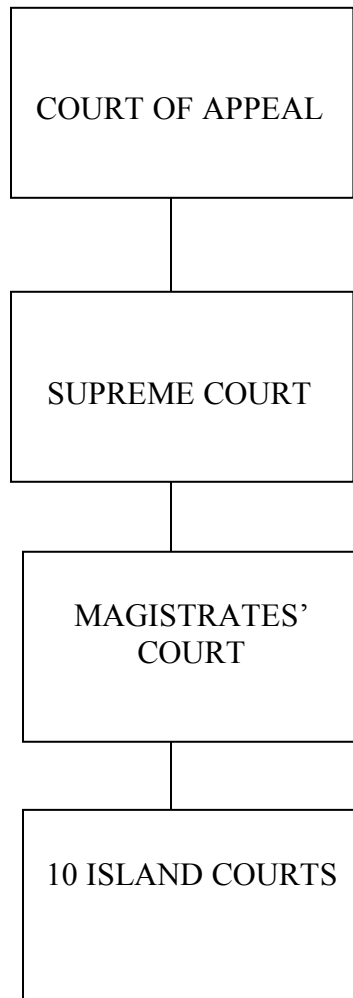 COURT OF APPEAL
SUPREME COURT
MAGISTRATES’
COURT
10 ISLAND COURTS